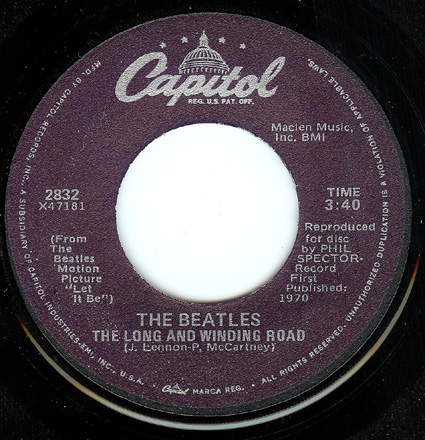 Capitol
REG. U.S. PAT. OFF.
Maclen Music,
Inc. BMI
2832
X47181
TIME
3:40
(From
The
Beatles
Motion
Picture
"Let
It Be")
Reproduced
for disc
by PHIL
SPECTOR-
Record
First
Published:
1970
THE BEATLES
THE LONG AND WINDING ROAD
(J. Lennon-P. McCartney)
MFD. BY CAPITOL RECORDS, INC., A SUBSIDIARY OF CAPITOL INDUSTRIES-EMI, INC., U.S.A. • Capitol MARCA REG. • ALL RIGHTS RESERVED. UNAUTHORIZED DUPLICATION IS A VIOLATION OF APPLICABLE LAWS.